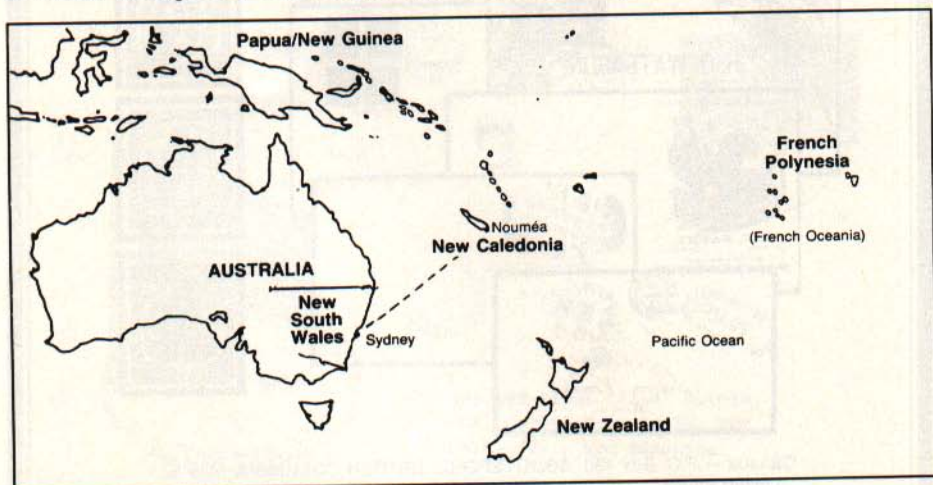 Papua/New Guinea
French
Polynesia
(French Oceania)
Nouméa
New Caledonia
AUSTRALIA
New
South
Wales
Sydney
Pacific Ocean
New Zealand